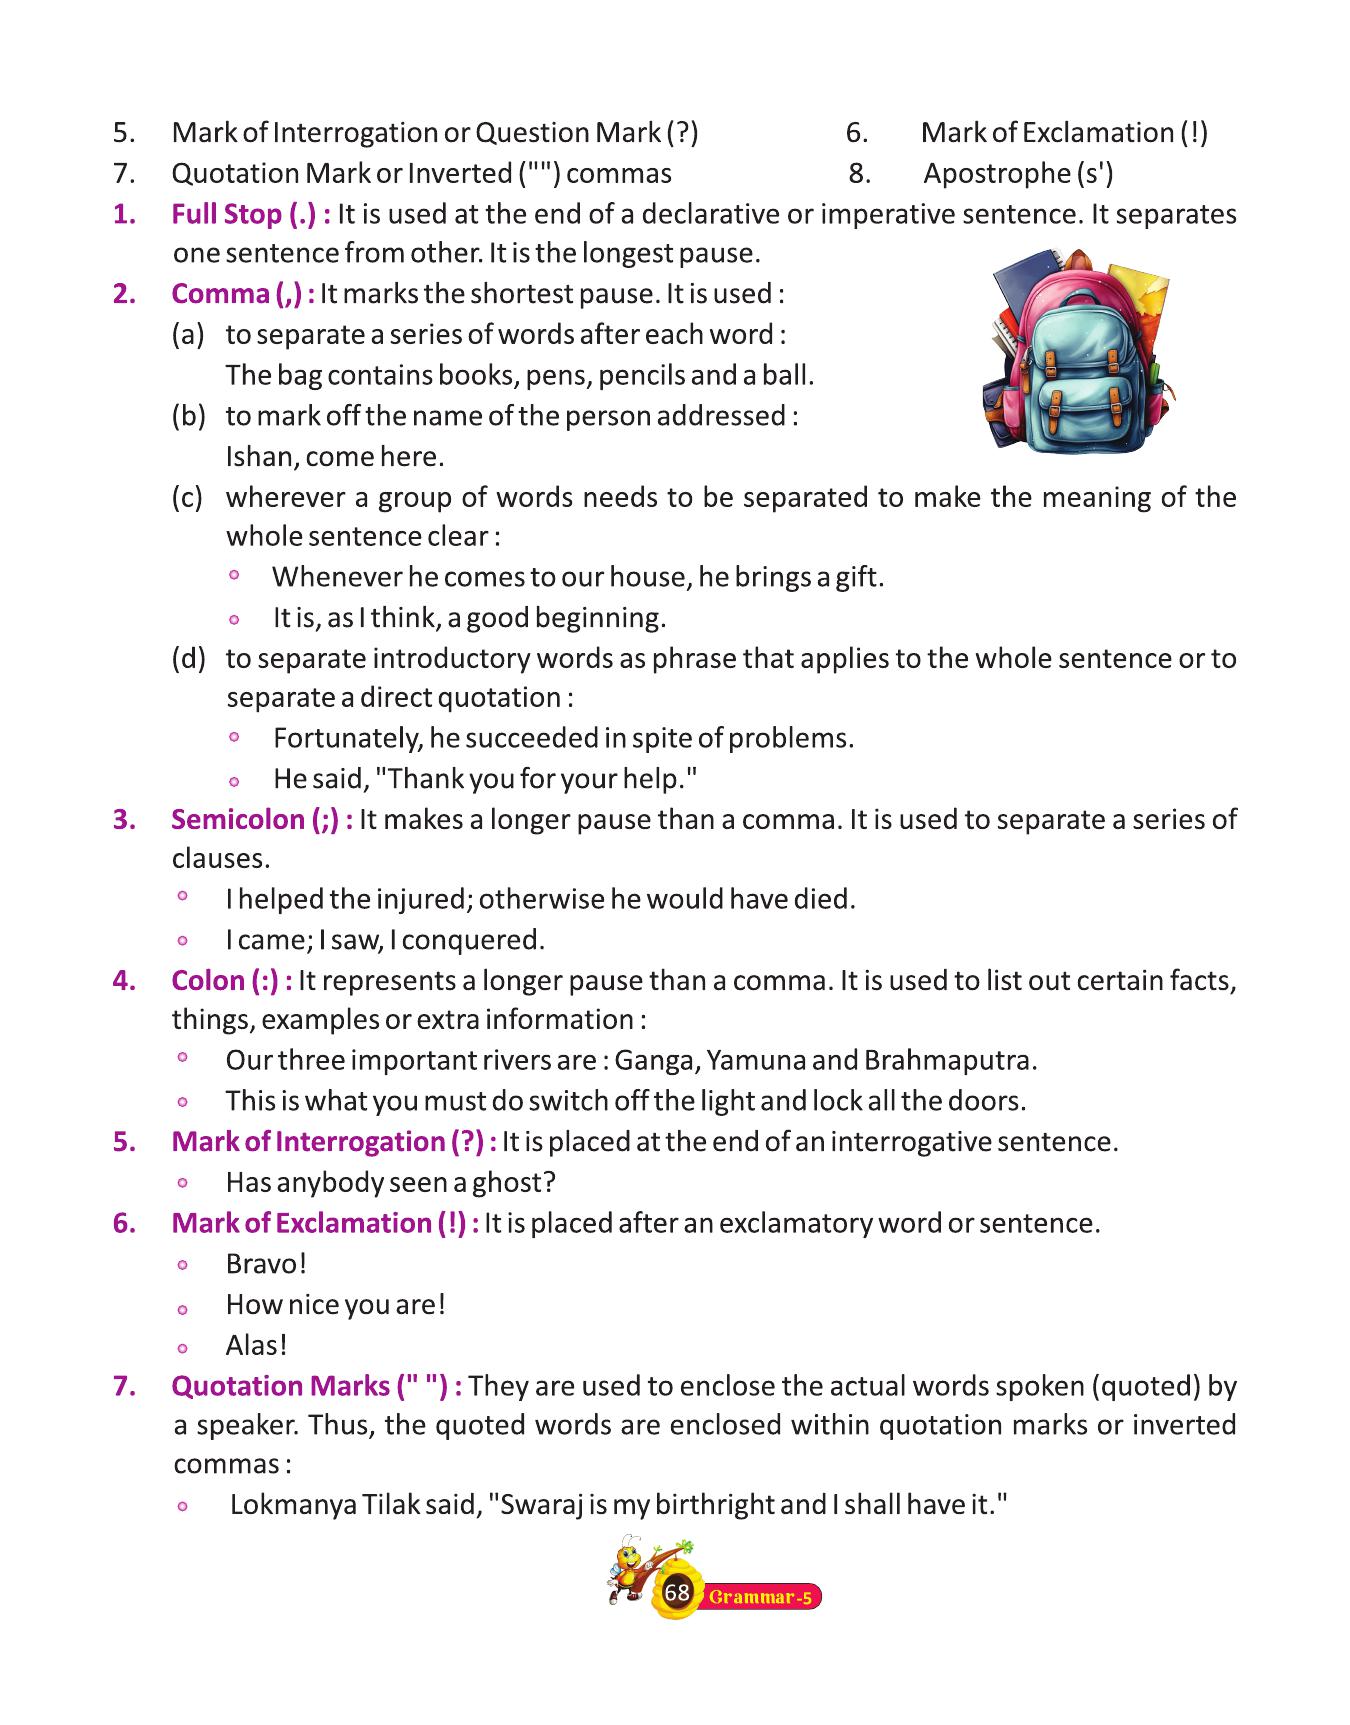 5. Mark of Interrogation or Question Mark (?) 6. Mark of Exclamation (!)
7. Quotation Mark or Inverted ("") commas 8. Apostrophe (s')
1. Full Stop (.) : It is used at the end of a declarative or imperative sentence. It separates
one sentence from other. It is the longest pause.
2. Comma (,) : It marks the shortest pause. It is used :
(a) to separate a series of words after each word :
The bag contains books, pens, pencils and a ball.
(b) to mark off the name of the person addressed :
Ishan, come here.
(c) wherever a group of words needs to be separated to make the meaning of the
whole sentence clear :
Whenever he comes to our house, he brings a gift.
It is, as I think, a good beginning.
(d) to separate introductory words as phrase that applies to the whole sentence or to
separate a direct quotation :
Fortunately, he succeeded in spite of problems.
He said, "Thank you for your help."
3. Semicolon (;) : It makes a longer pause than a comma. It is used to separate a series of
clauses.
I helped the injured; otherwise he would have died.
I came; I saw, I conquered.
4. Colon (:) : It represents a longer pause than a comma. It is used to list out certain facts,
things, examples or extra information :
Our three important rivers are : Ganga, Yamuna and Brahmaputra.
This is what you must do switch off the light and lock all the doors.
5. Mark of Interrogation (?) : It is placed at the end of an interrogative sentence.
Has anybody seen a ghost?
6. Mark of Exclamation (!) : It is placed after an exclamatory word or sentence.
Bravo!
How nice you are!
Alas!
7. Quotation Marks (" ") : They are used to enclose the actual words spoken (quoted) by
a speaker. Thus, the quoted words are enclosed within quotation marks or inverted
commas :
Lokmanya Tilak said, "Swaraj is my birthright and I shall have it."
68 Grammar-5